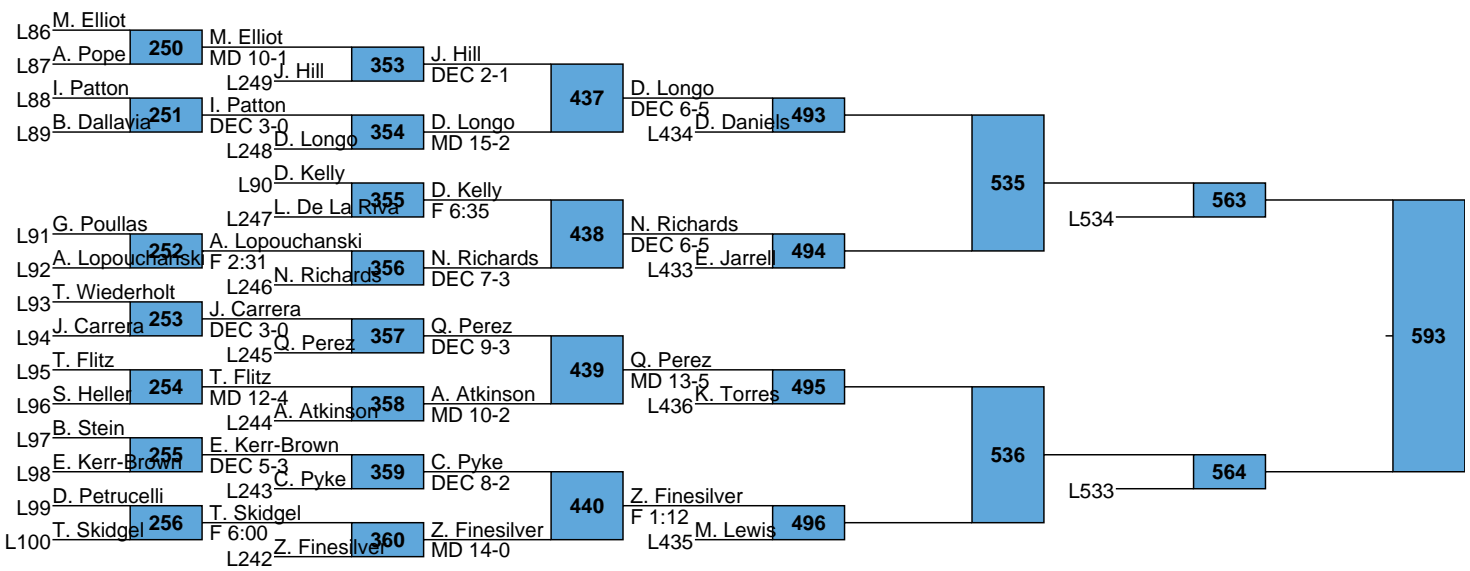 M. Elliot
L86
250
M. Elliot
A. Pope
L87
MD 10-1
J. Hill
L249
353
J. Hill
DEC 2-1
I. Patton
L88
251
I. Patton
B. Dallavia
L89
DEC 3-0
D. Longo
L248
354
D. Longo
MD 15-2
437
D. Longo
DEC 6-5
D. Daniels
L434
493
D. Kelly
L90
355
D. Kelly
L. De La Riva
L247
F 6:35
G. Poullas
L91
252
A. Lopouchanski
A. Lopouchanski
L92
F 2:31
N. Richards
L246
356
N. Richards
DEC 7-3
438
N. Richards
DEC 6-5
E. Jarrell
L433
494
535
L534
563
T. Wiederholt
L93
253
J. Carrera
J. Carrera
L94
DEC 3-0
Q. Perez
L245
357
Q. Perez
DEC 9-3
T. Flitz
L95
254
T. Flitz
S. Heller
L96
MD 12-4
A. Atkinson
L244
358
A. Atkinson
MD 10-2
439
Q. Perez
MD 13-5
K. Torres
L436
495
593
B. Stein
L97
255
E. Kerr-Brown
E. Kerr-Brown
L98
DEC 5-3
C. Pyke
L243
359
C. Pyke
DEC 8-2
D. Petrucelli
L99
256
T. Skidgel
T. Skidgel
L100
F 6:00
Z. Finesilver
L242
360
Z. Finesilver
MD 14-0
440
Z. Finesilver
F 1:12
M. Lewis
L435
496
536
L533
564